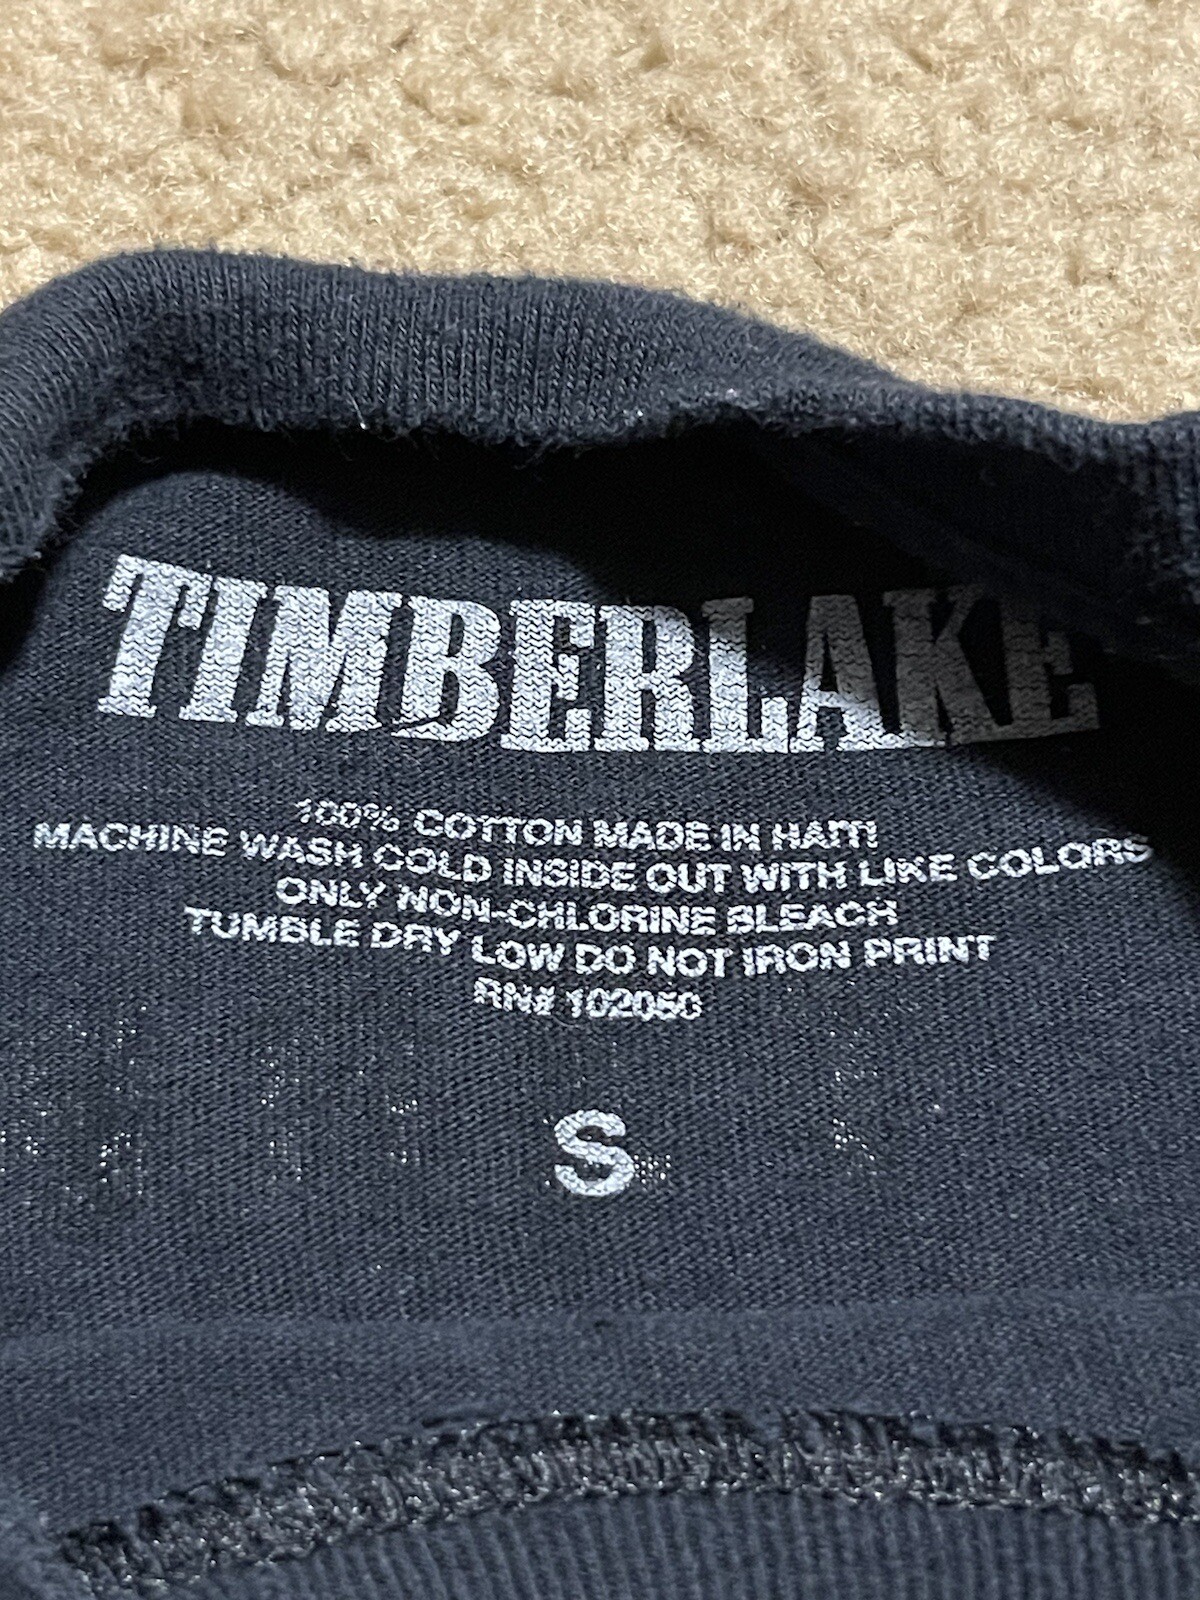 TIMBERLAKE
100% COTTON MADE IN HAITI
MACHINE WASH COLD INSIDE OUT WITH LIKE COLORS
ONLY NON-CHLORINE BLEACH
TUMBLE DRY LOW DO NOT IRON PRINT
RN# 102050
S